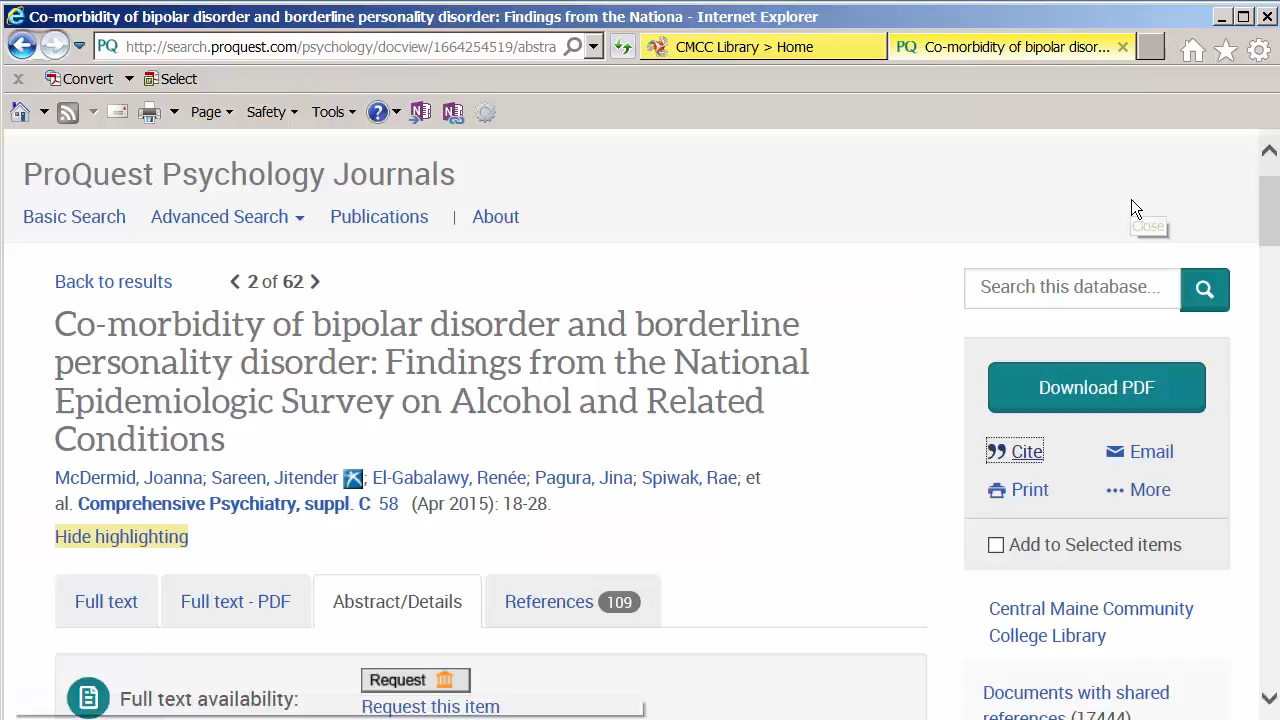 Co-morbidity of bipolar disorder and borderline personality disorder: Findings from the Nationa - Internet Explorer
PQ http://search.proquest.com/psychology/docview/1664254519/abstra
CMCC Library > Home
PQ Co-morbidity of bipolar disor...
Convert Select
Page Safety Tools
ProQuest Psychology Journals
Basic Search Advanced Search Publications | About
Close
Back to results 2 of 62
Search this database...
Co-morbidity of bipolar disorder and borderline
personality disorder: Findings from the National
Epidemiologic Survey on Alcohol and Related
Conditions
McDermid, Joanna; Sareen, Jitender; El-Gabalawy, Renée; Pagura, Jina; Spiwak, Rae; et
al. Comprehensive Psychiatry, suppl. C 58 (Apr 2015): 18-28.
Hide highlighting
Download PDF
Cite Email
Print More
Add to Selected items
Full text Full text - PDF Abstract/Details References 109
Central Maine Community
College Library
Full text availability:
Request
Request this item
Documents with shared
references (17444)